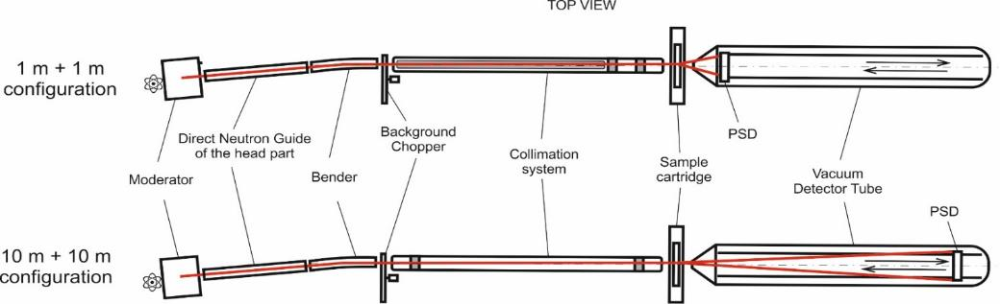 TOP VIEW
1 m + 1 m
configuration
PSD
Background
Chopper
Direct Neutron Guide
of the head part
Collimation
system
Sample
cartridge
Moderator
Bender
Vacuum
Detector Tube
PSD
10 m + 10 m
configuration